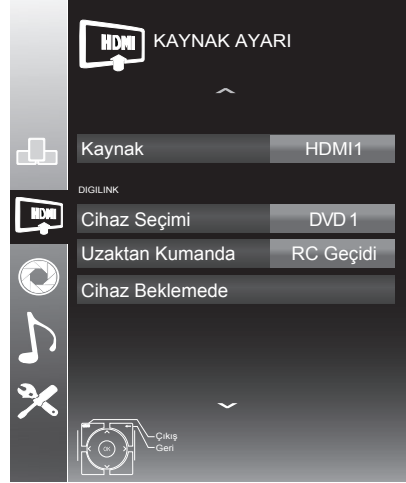 HDMI KAYNAK AYARI
Kaynak HDMI1
DIGILINK
HDMI
Cihaz Seçimi DVD 1
Uzaktan Kumanda RC Geçidi
Cihaz Beklemede
Çıkış
OK Geri